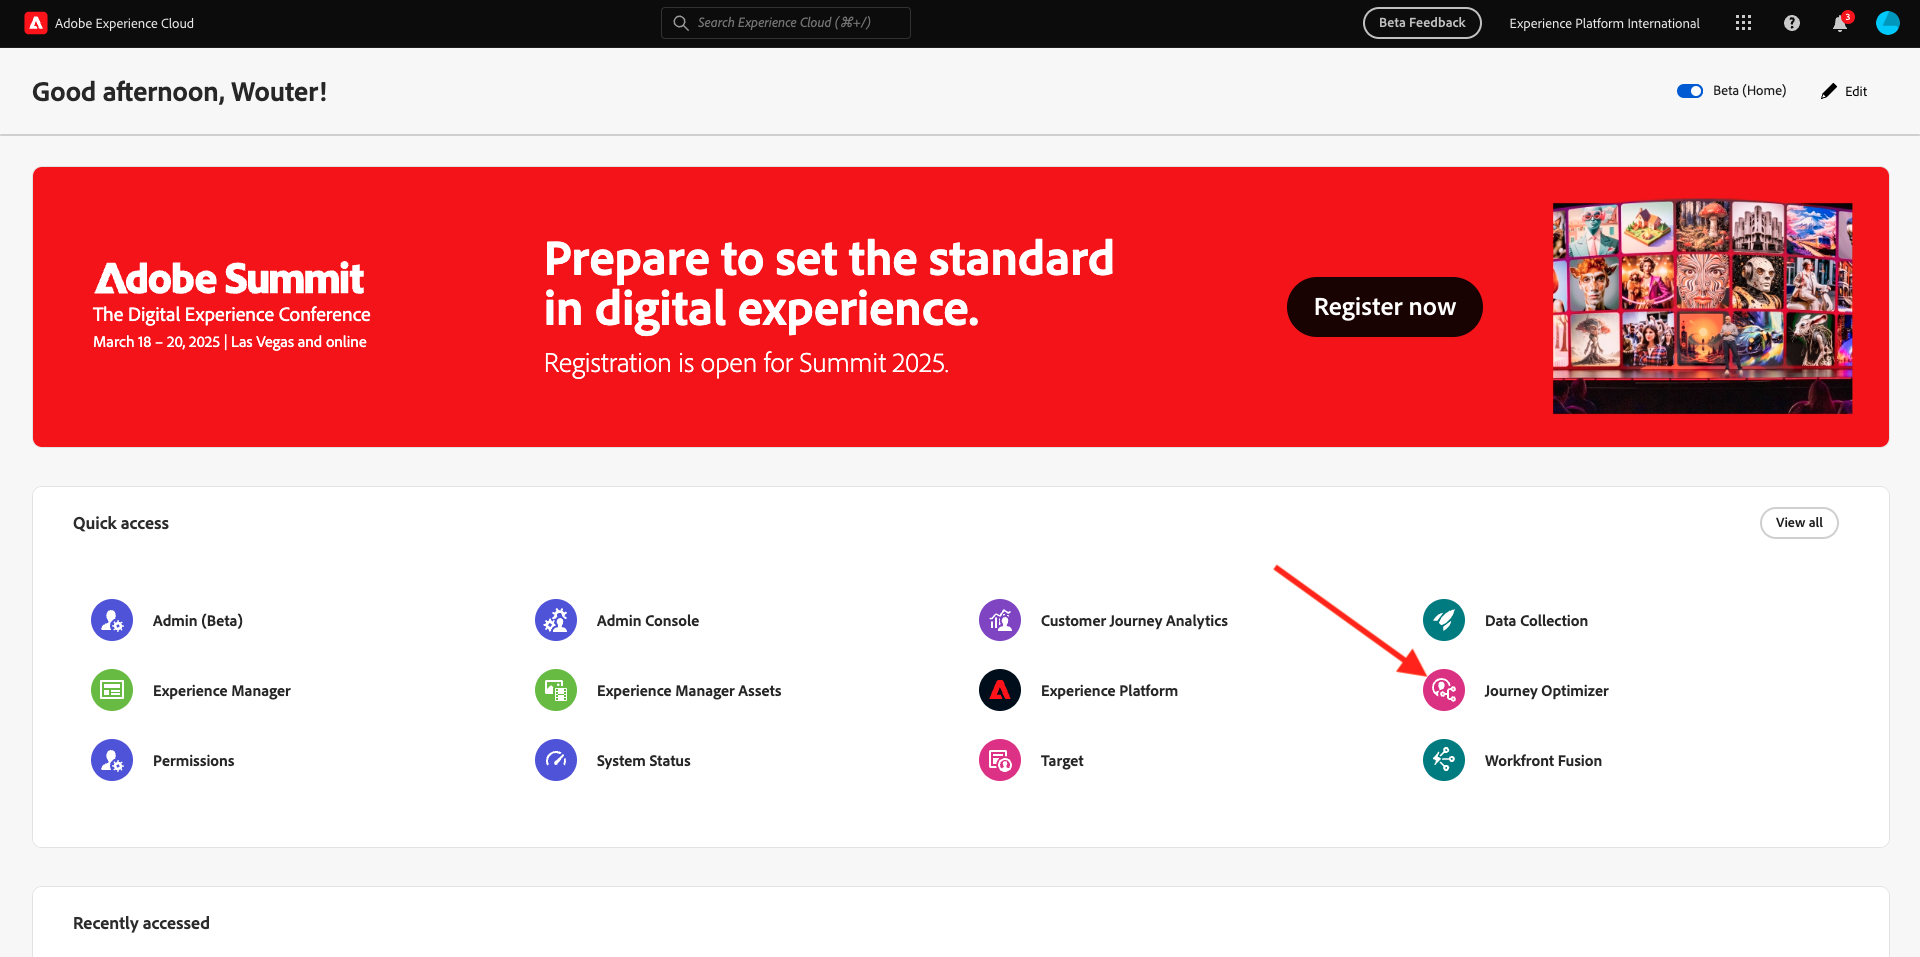 Adobe Experience Cloud
Search Experience Cloud (⌘+/)
Beta Feedback
Experience Platform International
3
Good afternoon, Wouter!
Beta (Home)
Edit
Adobe Summit
The Digital Experience Conference
March 18 – 20, 2025 | Las Vegas and online
Prepare to set the standard
in digital experience.
Registration is open for Summit 2025.
Register now
Quick access
View all
Admin (Beta)
Admin Console
Customer Journey Analytics
Data Collection
Experience Manager
Experience Manager Assets
Experience Platform
Journey Optimizer
Permissions
System Status
Target
Workfront Fusion
Recently accessed